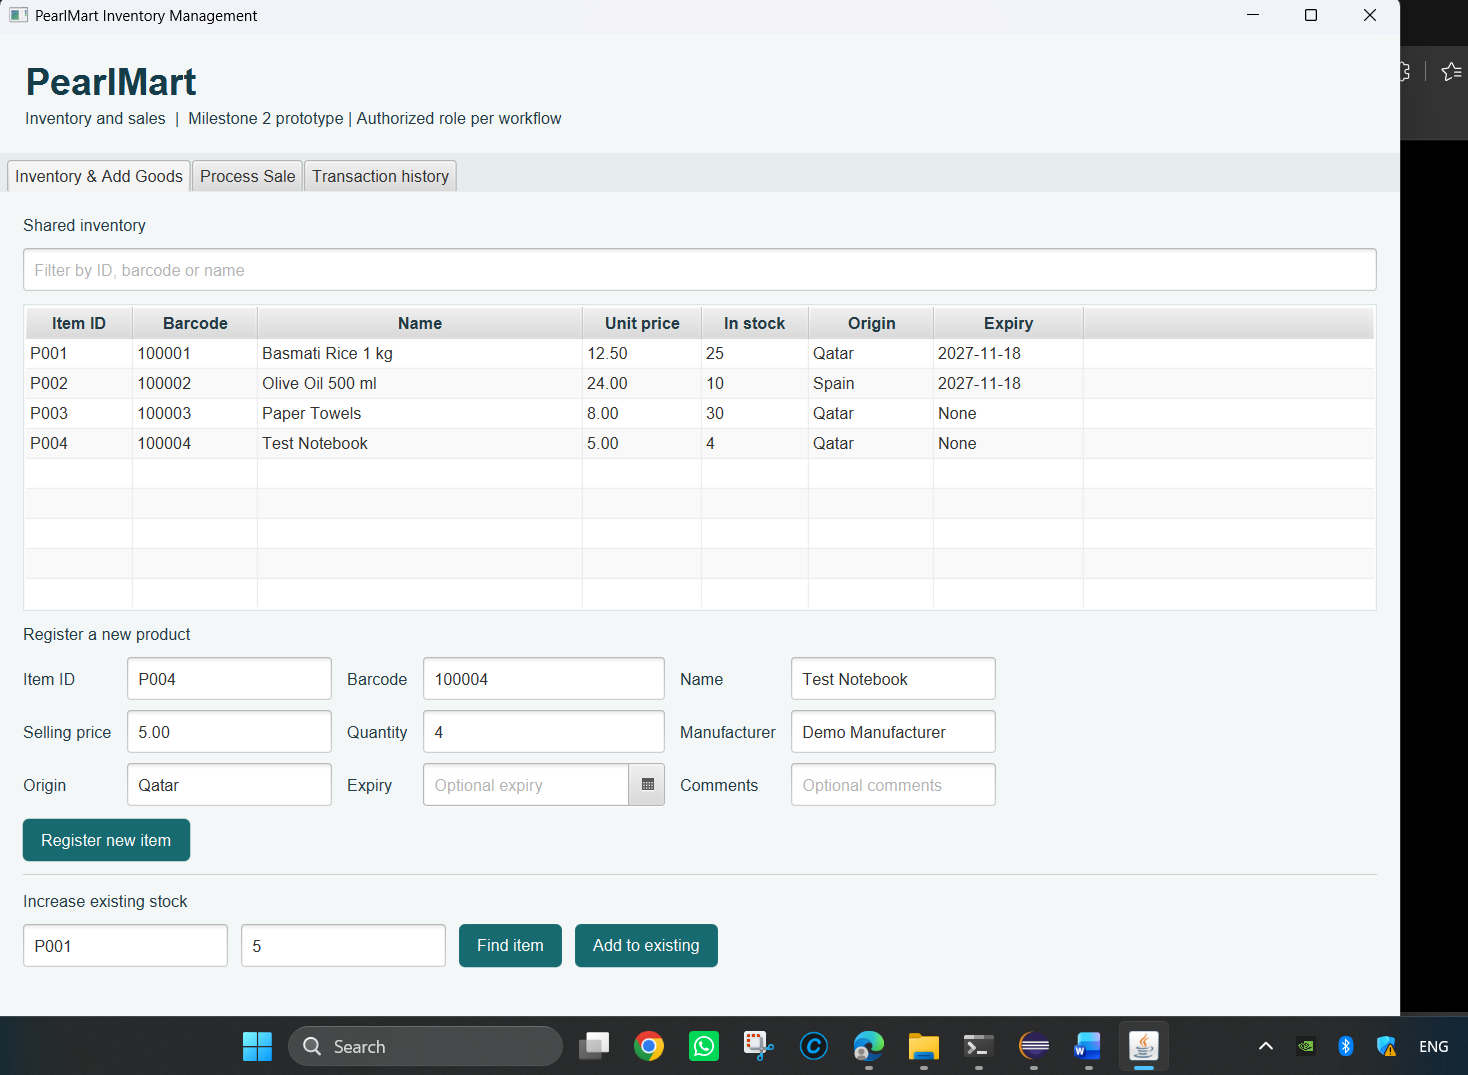 PearlMart Inventory Management
PearlMart
Inventory and sales | Milestone 2 prototype | Authorized role per workflow
Inventory & Add Goods Process Sale Transaction history
Shared inventory
Filter by ID, barcode or name
Item ID Barcode Name Unit price In stock Origin Expiry
P001 100001 Basmati Rice 1 kg 12.50 25 Qatar 2027-11-18
P002 100002 Olive Oil 500 ml 24.00 10 Spain 2027-11-18
P003 100003 Paper Towels 8.00 30 Qatar None
P004 100004 Test Notebook 5.00 4 Qatar None
Register a new product
Item ID P004 Barcode 100004 Name Test Notebook
Selling price 5.00 Quantity 4 Manufacturer Demo Manufacturer
Origin Qatar Expiry Optional expiry Comments Optional comments
Register new item
Increase existing stock
P001 5 Find item Add to existing
Search ENG